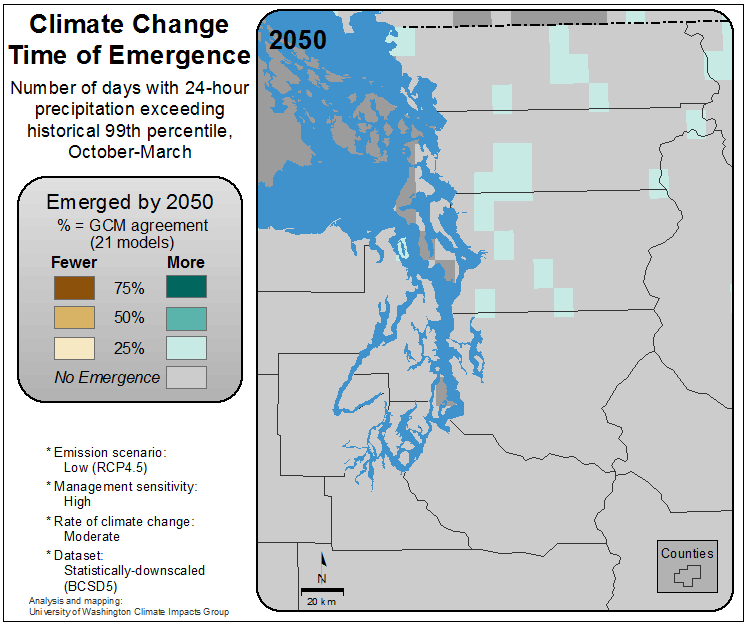 Climate Change
Time of Emergence
Number of days with 24-hour
precipitation exceeding
historical 99th percentile,
October-March
Emerged by 2050
% = GCM agreement
(21 models)
Fewer More
75%
50%
25%
No Emergence
* Emission scenario:
Low (RCP4.5)
* Management sensitivity:
High
* Rate of climate change:
Moderate
* Dataset:
Statistically-downscaled
(BCSD5)
Analysis and mapping:
University of Washington Climate Impacts Group
2050
N
20 km
Counties